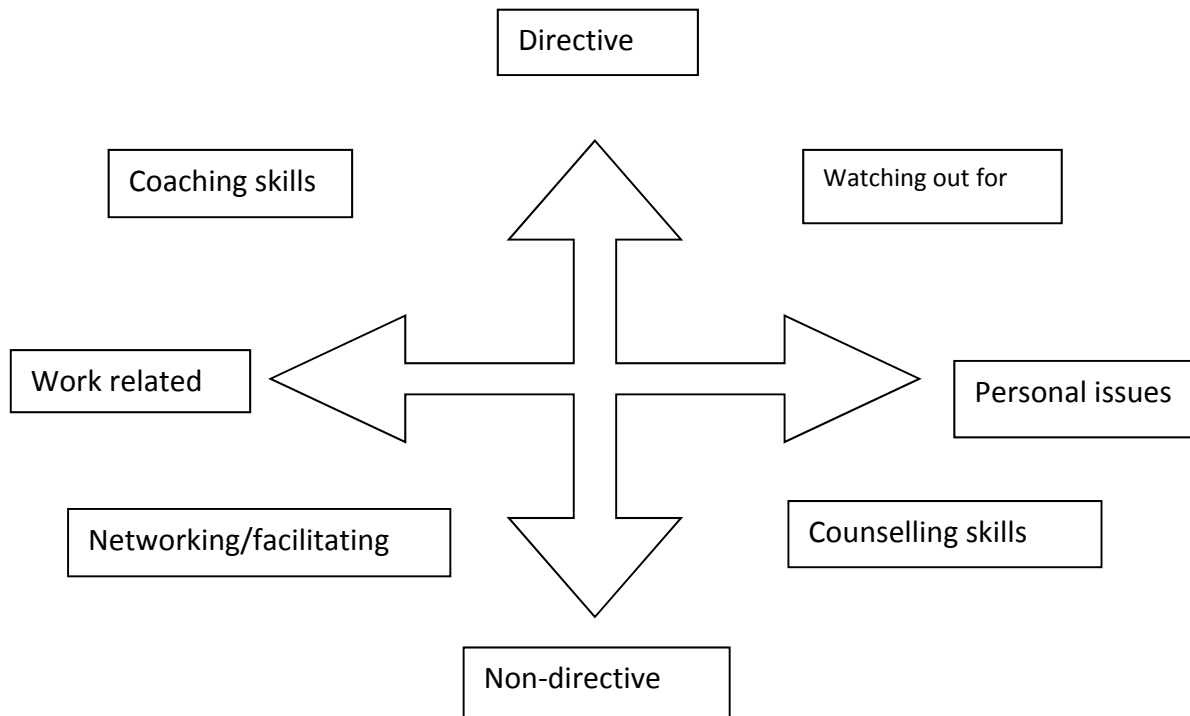 Directive
Coaching skills
Watching out for
Work related
Personal issues
Networking/facilitating
Counselling skills
Non-directive